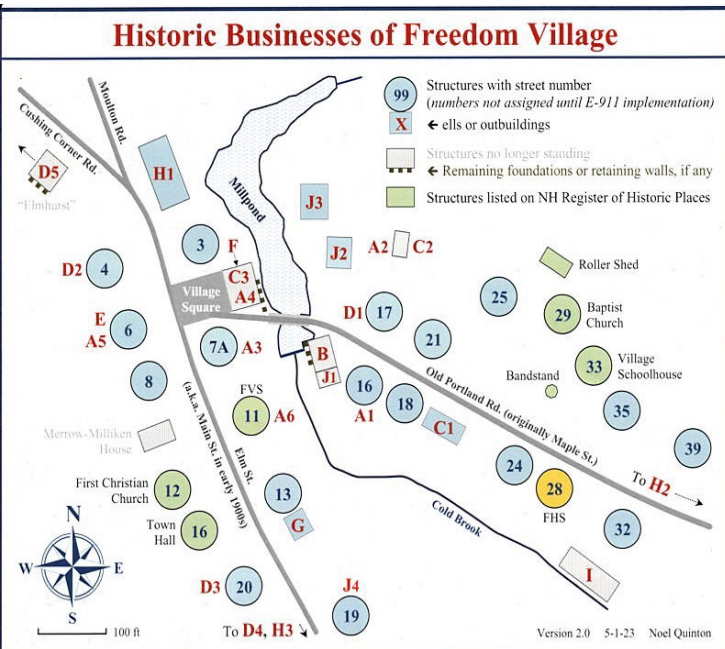 Historic Businesses of Freedom Village
99
Structures with street number
(numbers not assigned until E-911 implementation)
X
← ells or outbuildings
Structures no longer standing
← Remaining foundations or retaining walls, if any
Structures listed on NH Register of Historic Places
Cushing Corner Rd.
Moulton Rd.
D5
"Elmhurst"
H1
Millpond
J3
J2
A2
C2
3
F
C3
A4
Village
Square
D2
4
E
A5
6
7A
A3
8
D1
17
21
25
Roller Shed
29
Baptist
Church
33
Village
Schoolhouse
Bandstand
35
39
B
J1
16
A1
18
C1
Old Portland Rd. (originally Maple St.)
24
28
FHS
32
To H2
I
Cold Brook
FVS
11
A6
Elm St.
(a.k.a. Main St. in early 1900s)
Merrow-Milliken
House
First Christian
Church
12
Town
Hall
16
13
G
D3
20
J4
19
To D4, H3
N
W
E
S
100 ft
Version 2.0 5-1-23 Noel Quinton